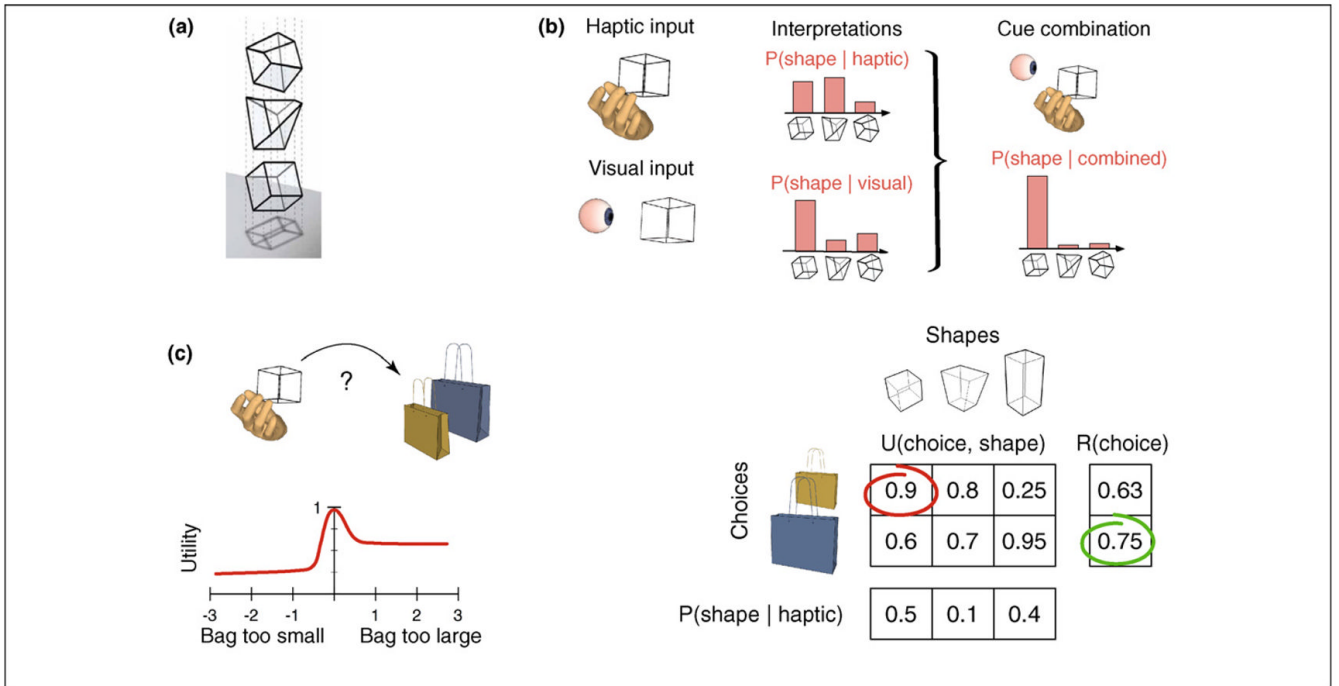 (a)
(b)
Haptic input
Interpretations
Cue combination
P(shape | haptic)
Visual input
P(shape | visual)
P(shape | combined)
(c)
?
Shapes
U(choice, shape)
R(choice)
Choices
0.9 0.8 0.25 0.63
0.6 0.7 0.95 0.75
P(shape | haptic) 0.5 0.1 0.4
Utility
1
-3 -2 -1 1 2 3
Bag too small Bag too large